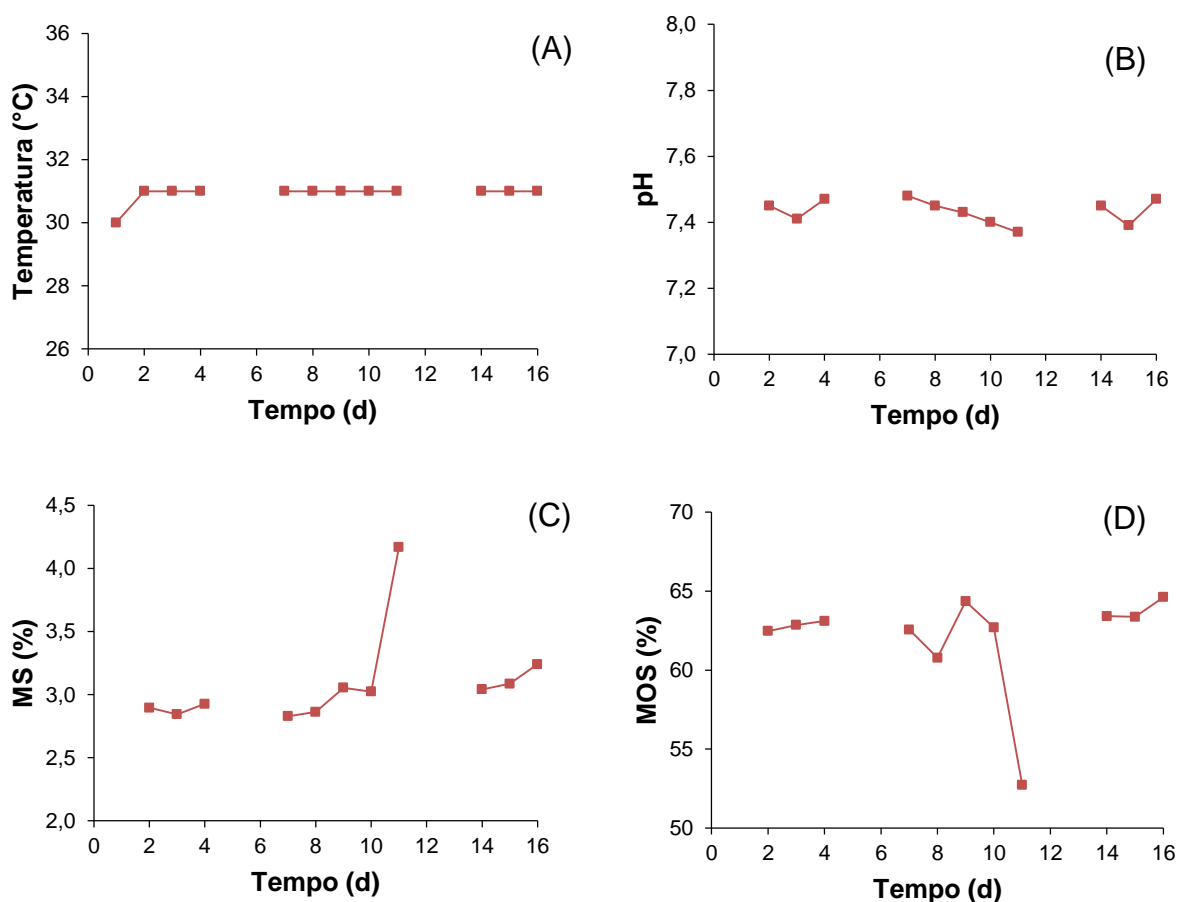 (A)
Temperatura (°C)
36
34
32
30
28
26
0 2 4 6 8 10 12 14 16
Tempo (d)
(B)
pH
8,0
7,8
7,6
7,4
7,2
7,0
0 2 4 6 8 10 12 14 16
Tempo (d)
(C)
MS (%)
4,5
4,0
3,5
3,0
2,5
2,0
0 2 4 6 8 10 12 14 16
Tempo (d)
(D)
MOS (%)
70
65
60
55
50
0 2 4 6 8 10 12 14 16
Tempo (d)